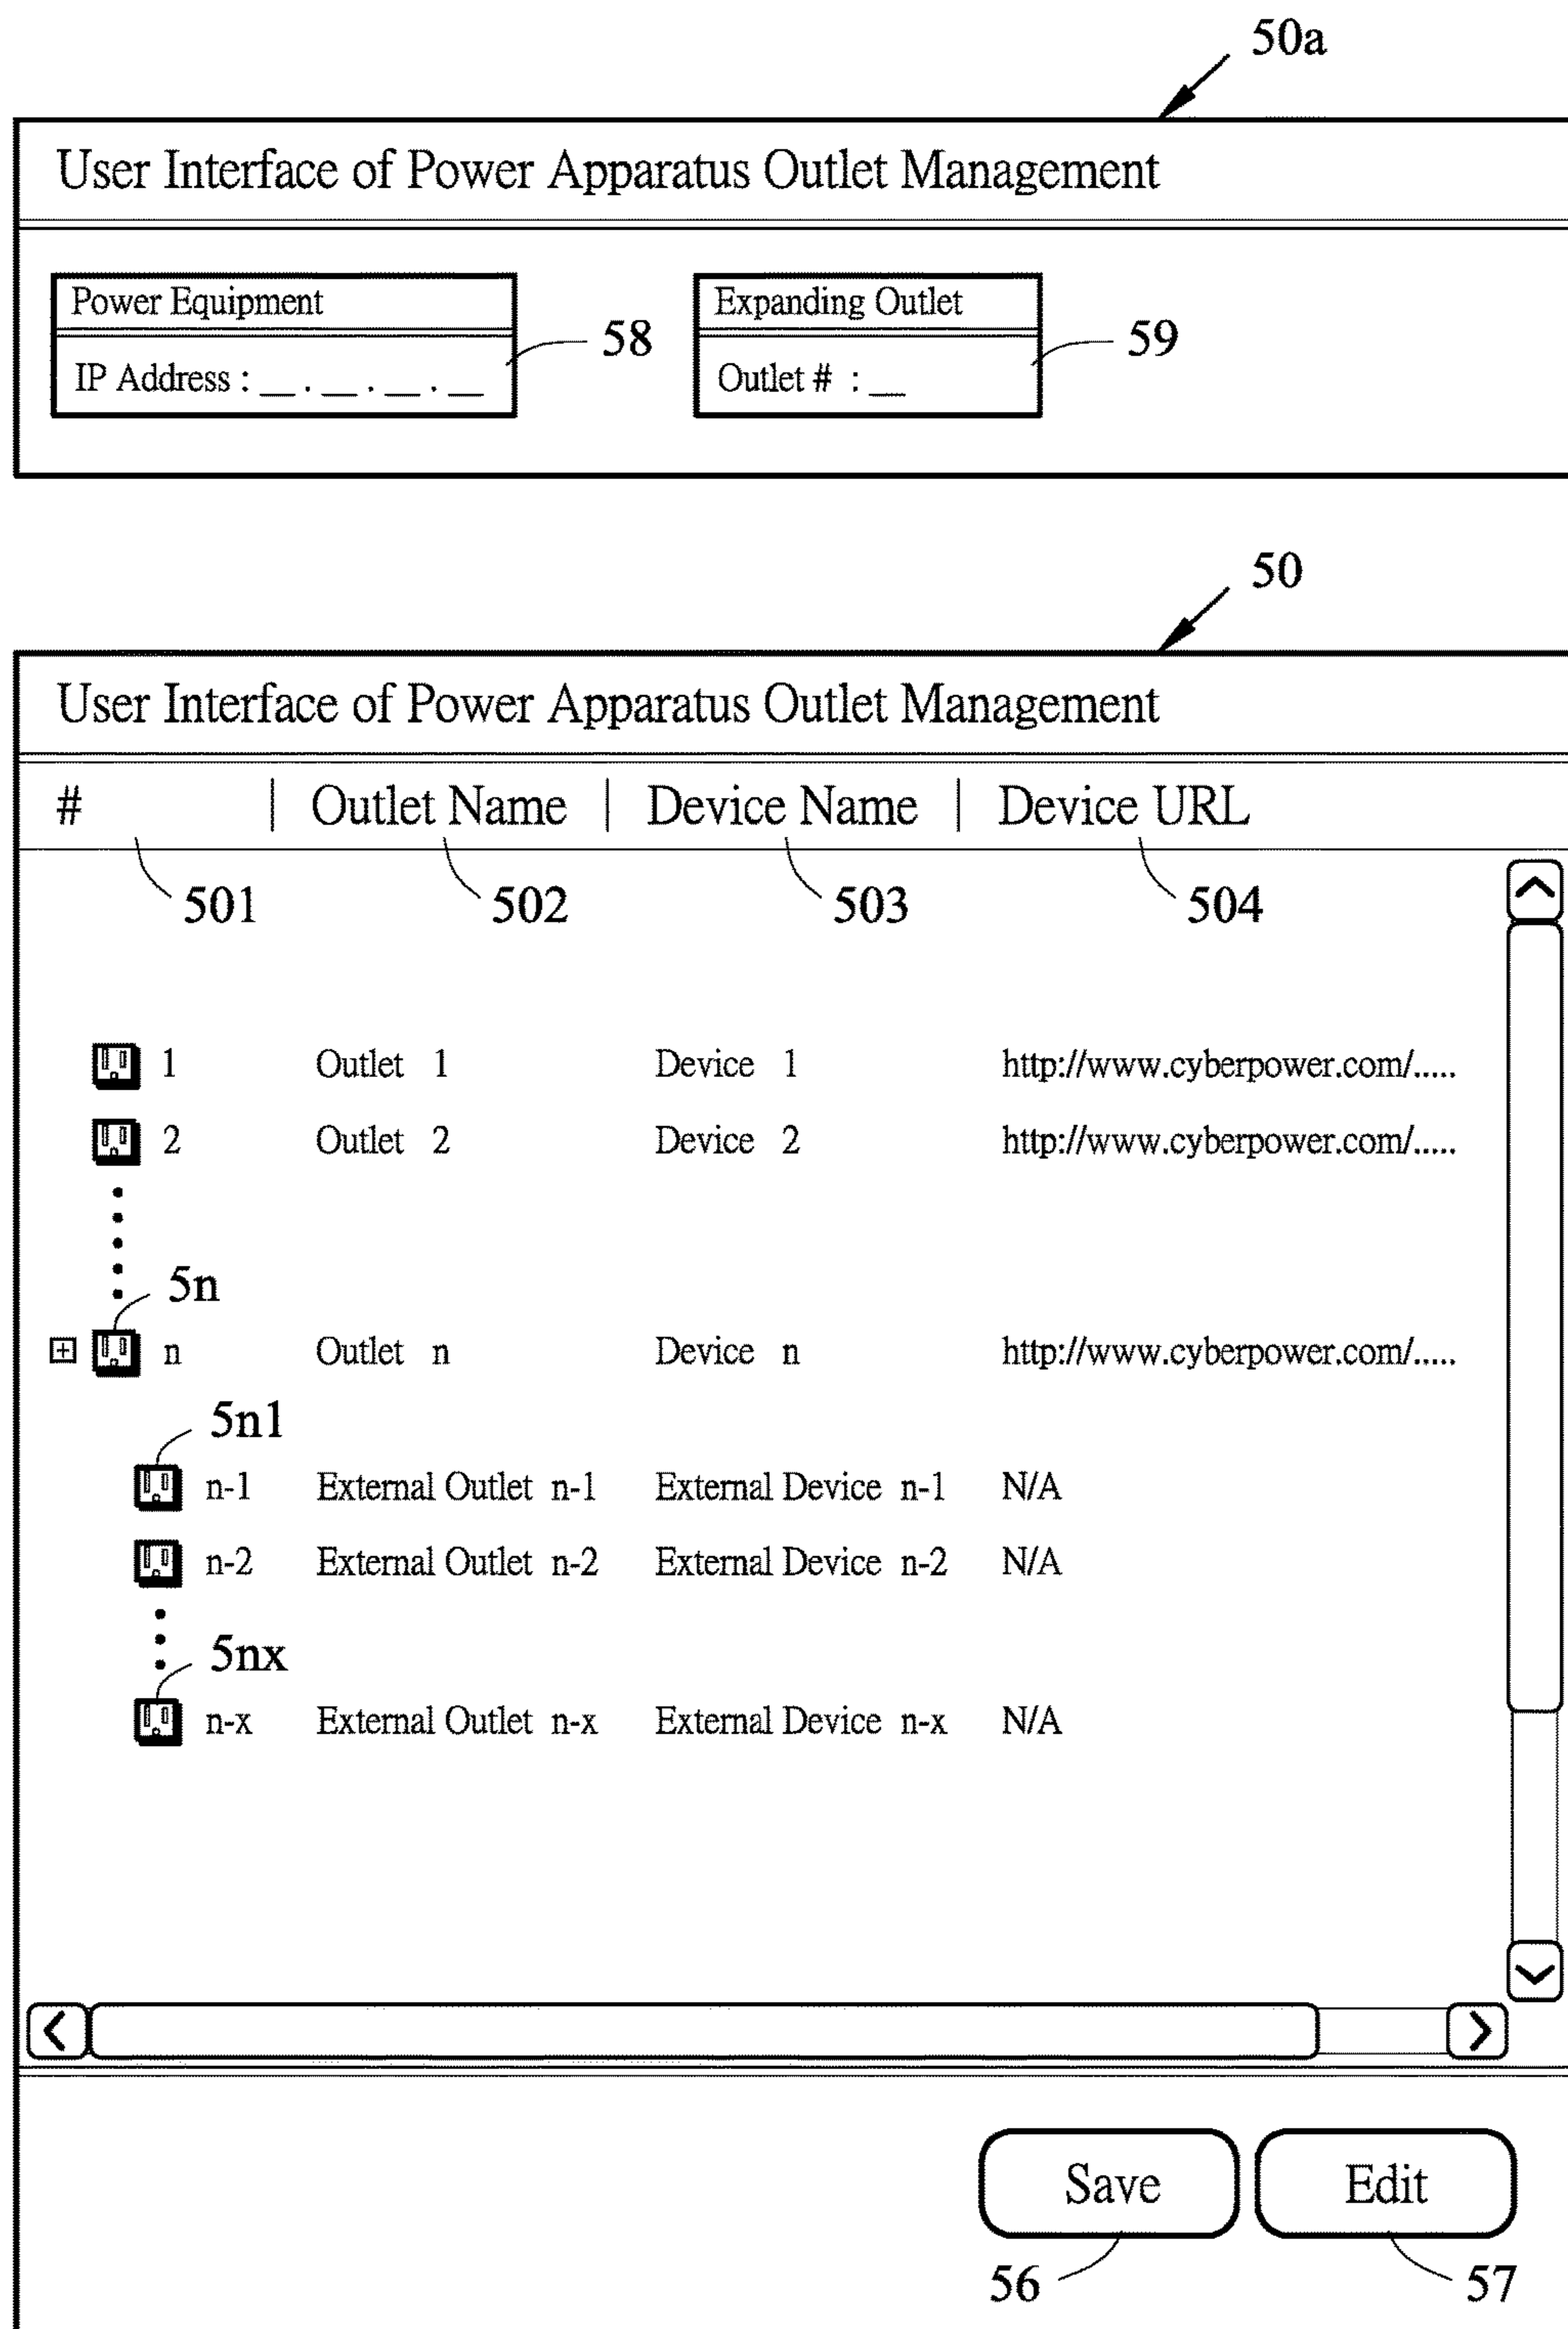 50a
User Interface of Power Apparatus Outlet Management
Power Equipment
IP Address : __ . __ . __ . __
58
Expanding Outlet
Outlet # : __
59
50
User Interface of Power Apparatus Outlet Management
# | Outlet Name | Device Name | Device URL
501 502 503 504
1 Outlet 1 Device 1 http://www.cyberpower.com/.....
2 Outlet 2 Device 2 http://www.cyberpower.com/.....
5n
n Outlet n Device n http://www.cyberpower.com/.....
5n1
n-1 External Outlet n-1 External Device n-1 N/A
n-2 External Outlet n-2 External Device n-2 N/A
5nx
n-x External Outlet n-x External Device n-x N/A
Save Edit
56 57